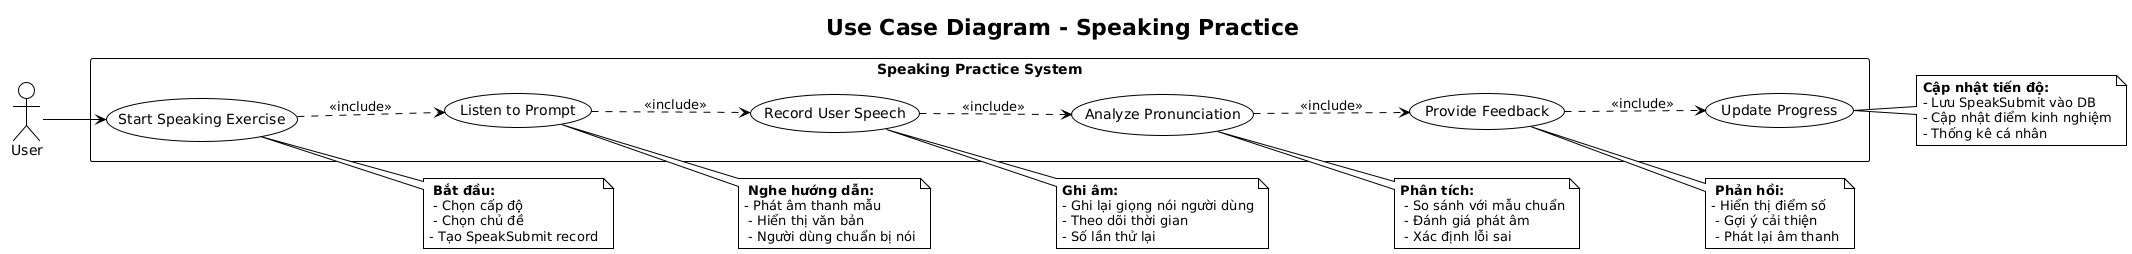 Use Case Diagram - Speaking Practice
Speaking Practice System
User
Start Speaking Exercise
«include»
Listen to Prompt
«include»
Record User Speech
«include»
Analyze Pronunciation
«include»
Provide Feedback
«include»
Update Progress
Cập nhật tiến độ:
- Lưu SpeakSubmit vào DB
- Cập nhật điểm kinh nghiệm
- Thống kê cá nhân
Bắt đầu:
- Chọn cấp độ
- Chọn chủ đề
- Tạo SpeakSubmit record
Nghe hướng dẫn:
- Phát âm thanh mẫu
- Hiển thị văn bản
- Người dùng chuẩn bị nói
Ghi âm:
- Ghi lại giọng nói người dùng
- Theo dõi thời gian
- Số lần thử lại
Phân tích:
- So sánh với mẫu chuẩn
- Đánh giá phát âm
- Xác định lỗi sai
Phản hồi:
- Hiển thị điểm số
- Gợi ý cải thiện
- Phát lại âm thanh